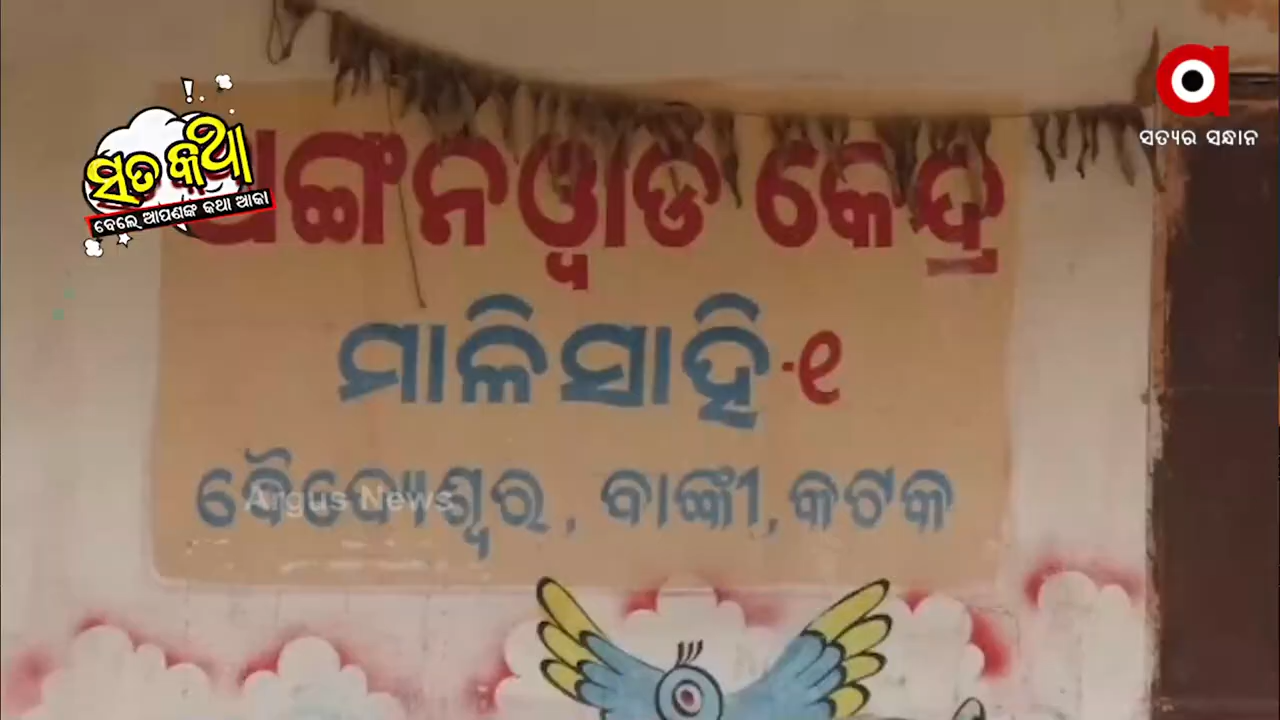 ସତ କଥା
ବେଲେ ଆପଣଙ୍କ କଥା ଆକା
ସତ୍ୟର ସନ୍ଧାନ
ଅଙ୍ଗନୱାଡି କେନ୍ଦ୍ର
ମାଳିସାହି -୧
ବୈଦ୍ୟେଶ୍ୱର, ବାଙ୍କୀ, କଟକ
Argus News